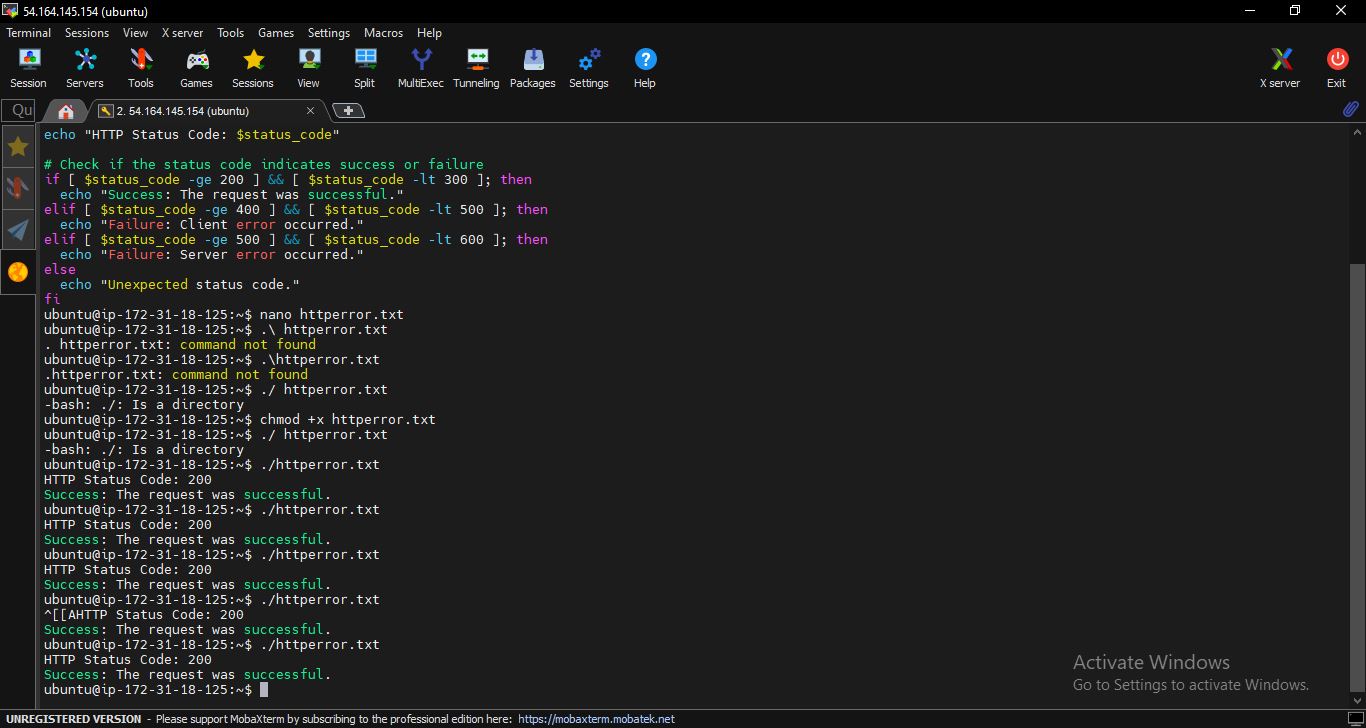 54.164.145.154 (ubuntu)
Terminal Sessions View X server Tools Games Settings Macros Help
Session Servers Tools Games Sessions View Split MultiExec Tunneling Packages Settings Help X server Exit
Qu 2. 54.164.145.154 (ubuntu)
echo "HTTP Status Code: $status_code"
# Check if the status code indicates success or failure
if [ $status_code -ge 200 ] && [ $status_code -lt 300 ]; then
  echo "Success: The request was successful."
elif [ $status_code -ge 400 ] && [ $status_code -lt 500 ]; then
  echo "Failure: Client error occurred."
elif [ $status_code -ge 500 ] && [ $status_code -lt 600 ]; then
  echo "Failure: Server error occurred."
else
  echo "Unexpected status code."
fi
ubuntu@ip-172-31-18-125:~$ nano httperror.txt
ubuntu@ip-172-31-18-125:~$ .\ httperror.txt
. httperror.txt: command not found
ubuntu@ip-172-31-18-125:~$ .\httperror.txt
.httperror.txt: command not found
ubuntu@ip-172-31-18-125:~$ ./ httperror.txt
-bash: ./: Is a directory
ubuntu@ip-172-31-18-125:~$ chmod +x httperror.txt
ubuntu@ip-172-31-18-125:~$ ./ httperror.txt
-bash: ./: Is a directory
ubuntu@ip-172-31-18-125:~$ ./httperror.txt
HTTP Status Code: 200
Success: The request was successful.
ubuntu@ip-172-31-18-125:~$ ./httperror.txt
HTTP Status Code: 200
Success: The request was successful.
ubuntu@ip-172-31-18-125:~$ ./httperror.txt
HTTP Status Code: 200
Success: The request was successful.
ubuntu@ip-172-31-18-125:~$ ./httperror.txt
^[[AHTTP Status Code: 200
Success: The request was successful.
ubuntu@ip-172-31-18-125:~$ ./httperror.txt
HTTP Status Code: 200
Success: The request was successful.
ubuntu@ip-172-31-18-125:~$
Activate Windows
Go to Settings to activate Windows.
UNREGISTERED VERSION - Please support MobaXterm by subscribing to the professional edition here: https://mobaxterm.mobatek.net